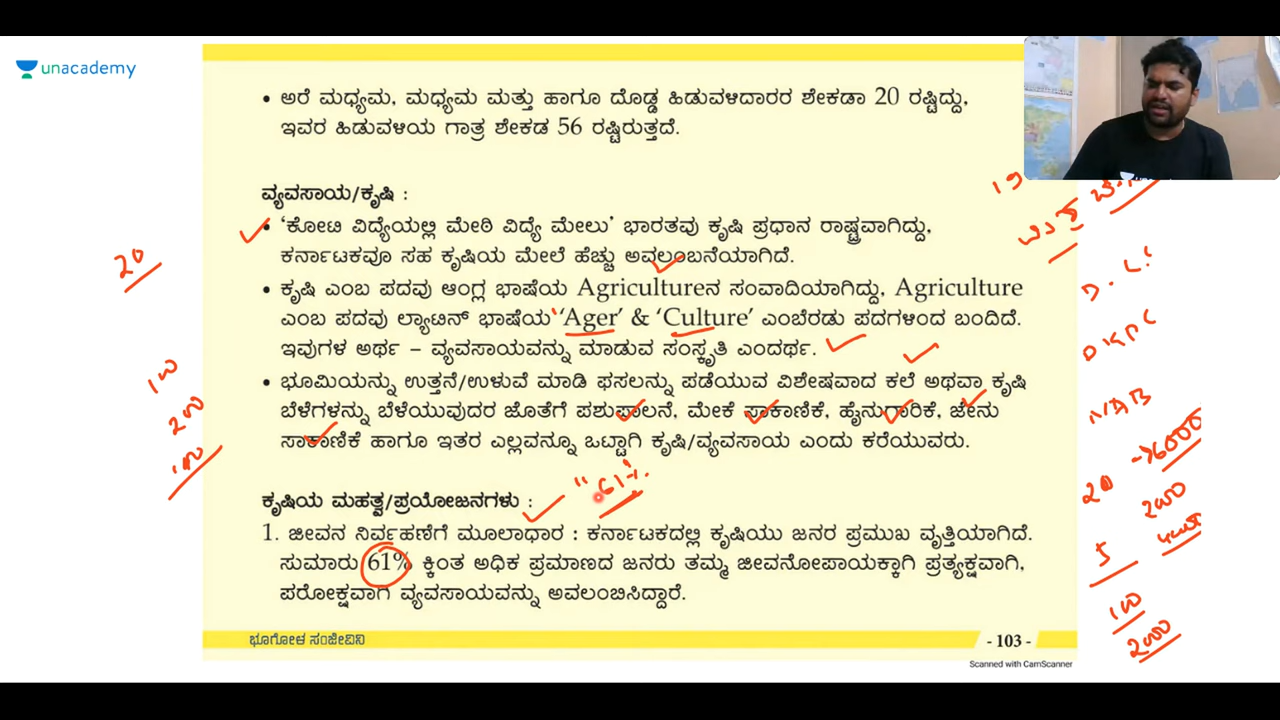 unacademy
• ಅರೆ ಮಧ್ಯಮ, ಮಧ್ಯಮ ಮತ್ತು ಹಾಗೂ ದೊಡ್ಡ ಹಿಡುವಳಿದಾರರ ಶೇಕಡಾ 20 ರಷ್ಟಿದ್ದು,
ಇವರ ಹಿಡುವಳಿಯ ಗಾತ್ರ ಶೇಕಡ 56 ರಷ್ಟಿರುತ್ತದೆ.
ವ್ಯವಸಾಯ/ಕೃಷಿ :
• 'ಕೋಟಿ ವಿದ್ಯೆಯಲ್ಲಿ ಮೇಠಿ ವಿದ್ಯೆ ಮೇಲು' ಭಾರತವು ಕೃಷಿ ಪ್ರಧಾನ ರಾಷ್ಟ್ರವಾಗಿದ್ದು,
ಕರ್ನಾಟಕವೂ ಸಹ ಕೃಷಿಯ ಮೇಲೆ ಹೆಚ್ಚು ಅವಲಂಬನೆಯಾಗಿದೆ.
• ಕೃಷಿ ಎಂಬ ಪದವು ಆಂಗ್ಲ ಭಾಷೆಯ Agricultureನ ಸಂವಾದಿಯಾಗಿದ್ದು, Agriculture
ಎಂಬ ಪದವು ಲ್ಯಾಟಿನ್ ಭಾಷೆಯ 'Ager' & 'Culture' ಎಂಬೆರಡು ಪದಗಳಿಂದ ಬಂದಿದೆ.
ಇವುಗಳ ಅರ್ಥ – ವ್ಯವಸಾಯವನ್ನು ಮಾಡುವ ಸಂಸ್ಕೃತಿ ಎಂದರ್ಥ.
• ಭೂಮಿಯನ್ನು ಉತ್ತನೆ/ಉಳುವೆ ಮಾಡಿ ಫಸಲನ್ನು ಪಡೆಯುವ ವಿಶೇಷವಾದ ಕಲೆ ಅಥವಾ ಕೃಷಿ
ಬೆಳೆಗಳನ್ನು ಬೆಳೆಯುವುದರ ಜೊತೆಗೆ ಪಶುಪಾಲನೆ, ಮೇಕೆ ಸಾಕಾಣಿಕೆ, ಹೈನುಗಾರಿಕೆ, ಜೇನು
ಸಾಕಾಣಿಕೆ ಹಾಗೂ ಇತರ ಎಲ್ಲವನ್ನೂ ಒಟ್ಟಾಗಿ ಕೃಷಿ/ವ್ಯವಸಾಯ ಎಂದು ಕರೆಯುವರು.
ಕೃಷಿಯ ಮಹತ್ವ/ಪ್ರಯೋಜನಗಳು :
61%
1. ಜೀವನ ನಿರ್ವಹಣೆಗೆ ಮೂಲಾಧಾರ : ಕರ್ನಾಟಕದಲ್ಲಿ ಕೃಷಿಯು ಜನರ ಪ್ರಮುಖ ವೃತ್ತಿಯಾಗಿದೆ.
ಸುಮಾರು 61% ಕ್ಕಿಂತ ಅಧಿಕ ಪ್ರಮಾಣದ ಜನರು ತಮ್ಮ ಜೀವನೋಪಾಯಕ್ಕಾಗಿ ಪ್ರತ್ಯಕ್ಷವಾಗಿ,
ಪರೋಕ್ಷವಾಗಿ ವ್ಯವಸಾಯವನ್ನು ಅವಲಂಬಿಸಿದ್ದಾರೆ.
ಭೂಗೋಳ ಸಂಜೀವಿನಿ
- 103 -
Scanned with CamScanner
20
19
20
5